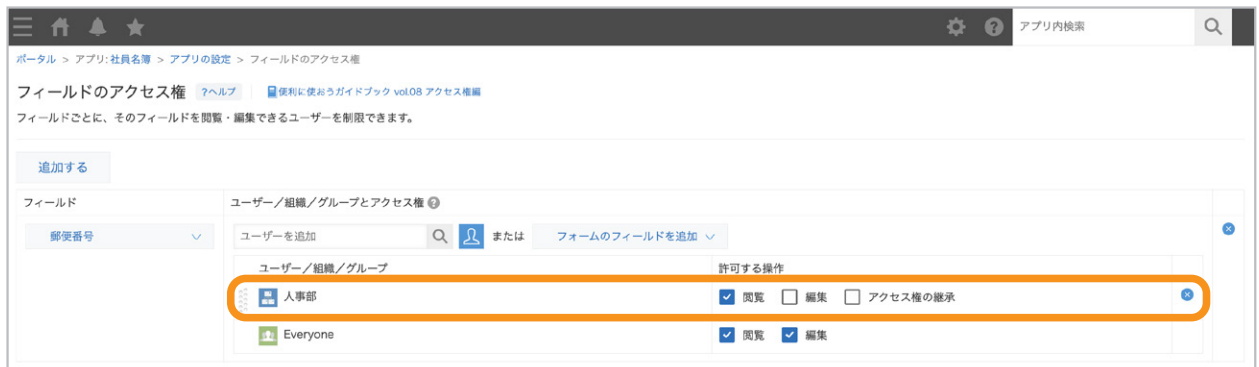 アプリ内検索
ポータル > アプリ: 社員名簿 > アプリの設定 > フィールドのアクセス権
フィールドのアクセス権 ?ヘルプ 便利に使おうガイドブック vol.08 アクセス権編
フィールドごとに、そのフィールドを閲覧・編集できるユーザーを制限できます。
追加する
フィールド ユーザー／組織／グループとアクセス権
郵便番号 ユーザーを追加 または フォームのフィールドを追加
ユーザー／組織／グループ 許可する操作
人事部 閲覧 編集 アクセス権の継承
Everyone 閲覧 編集